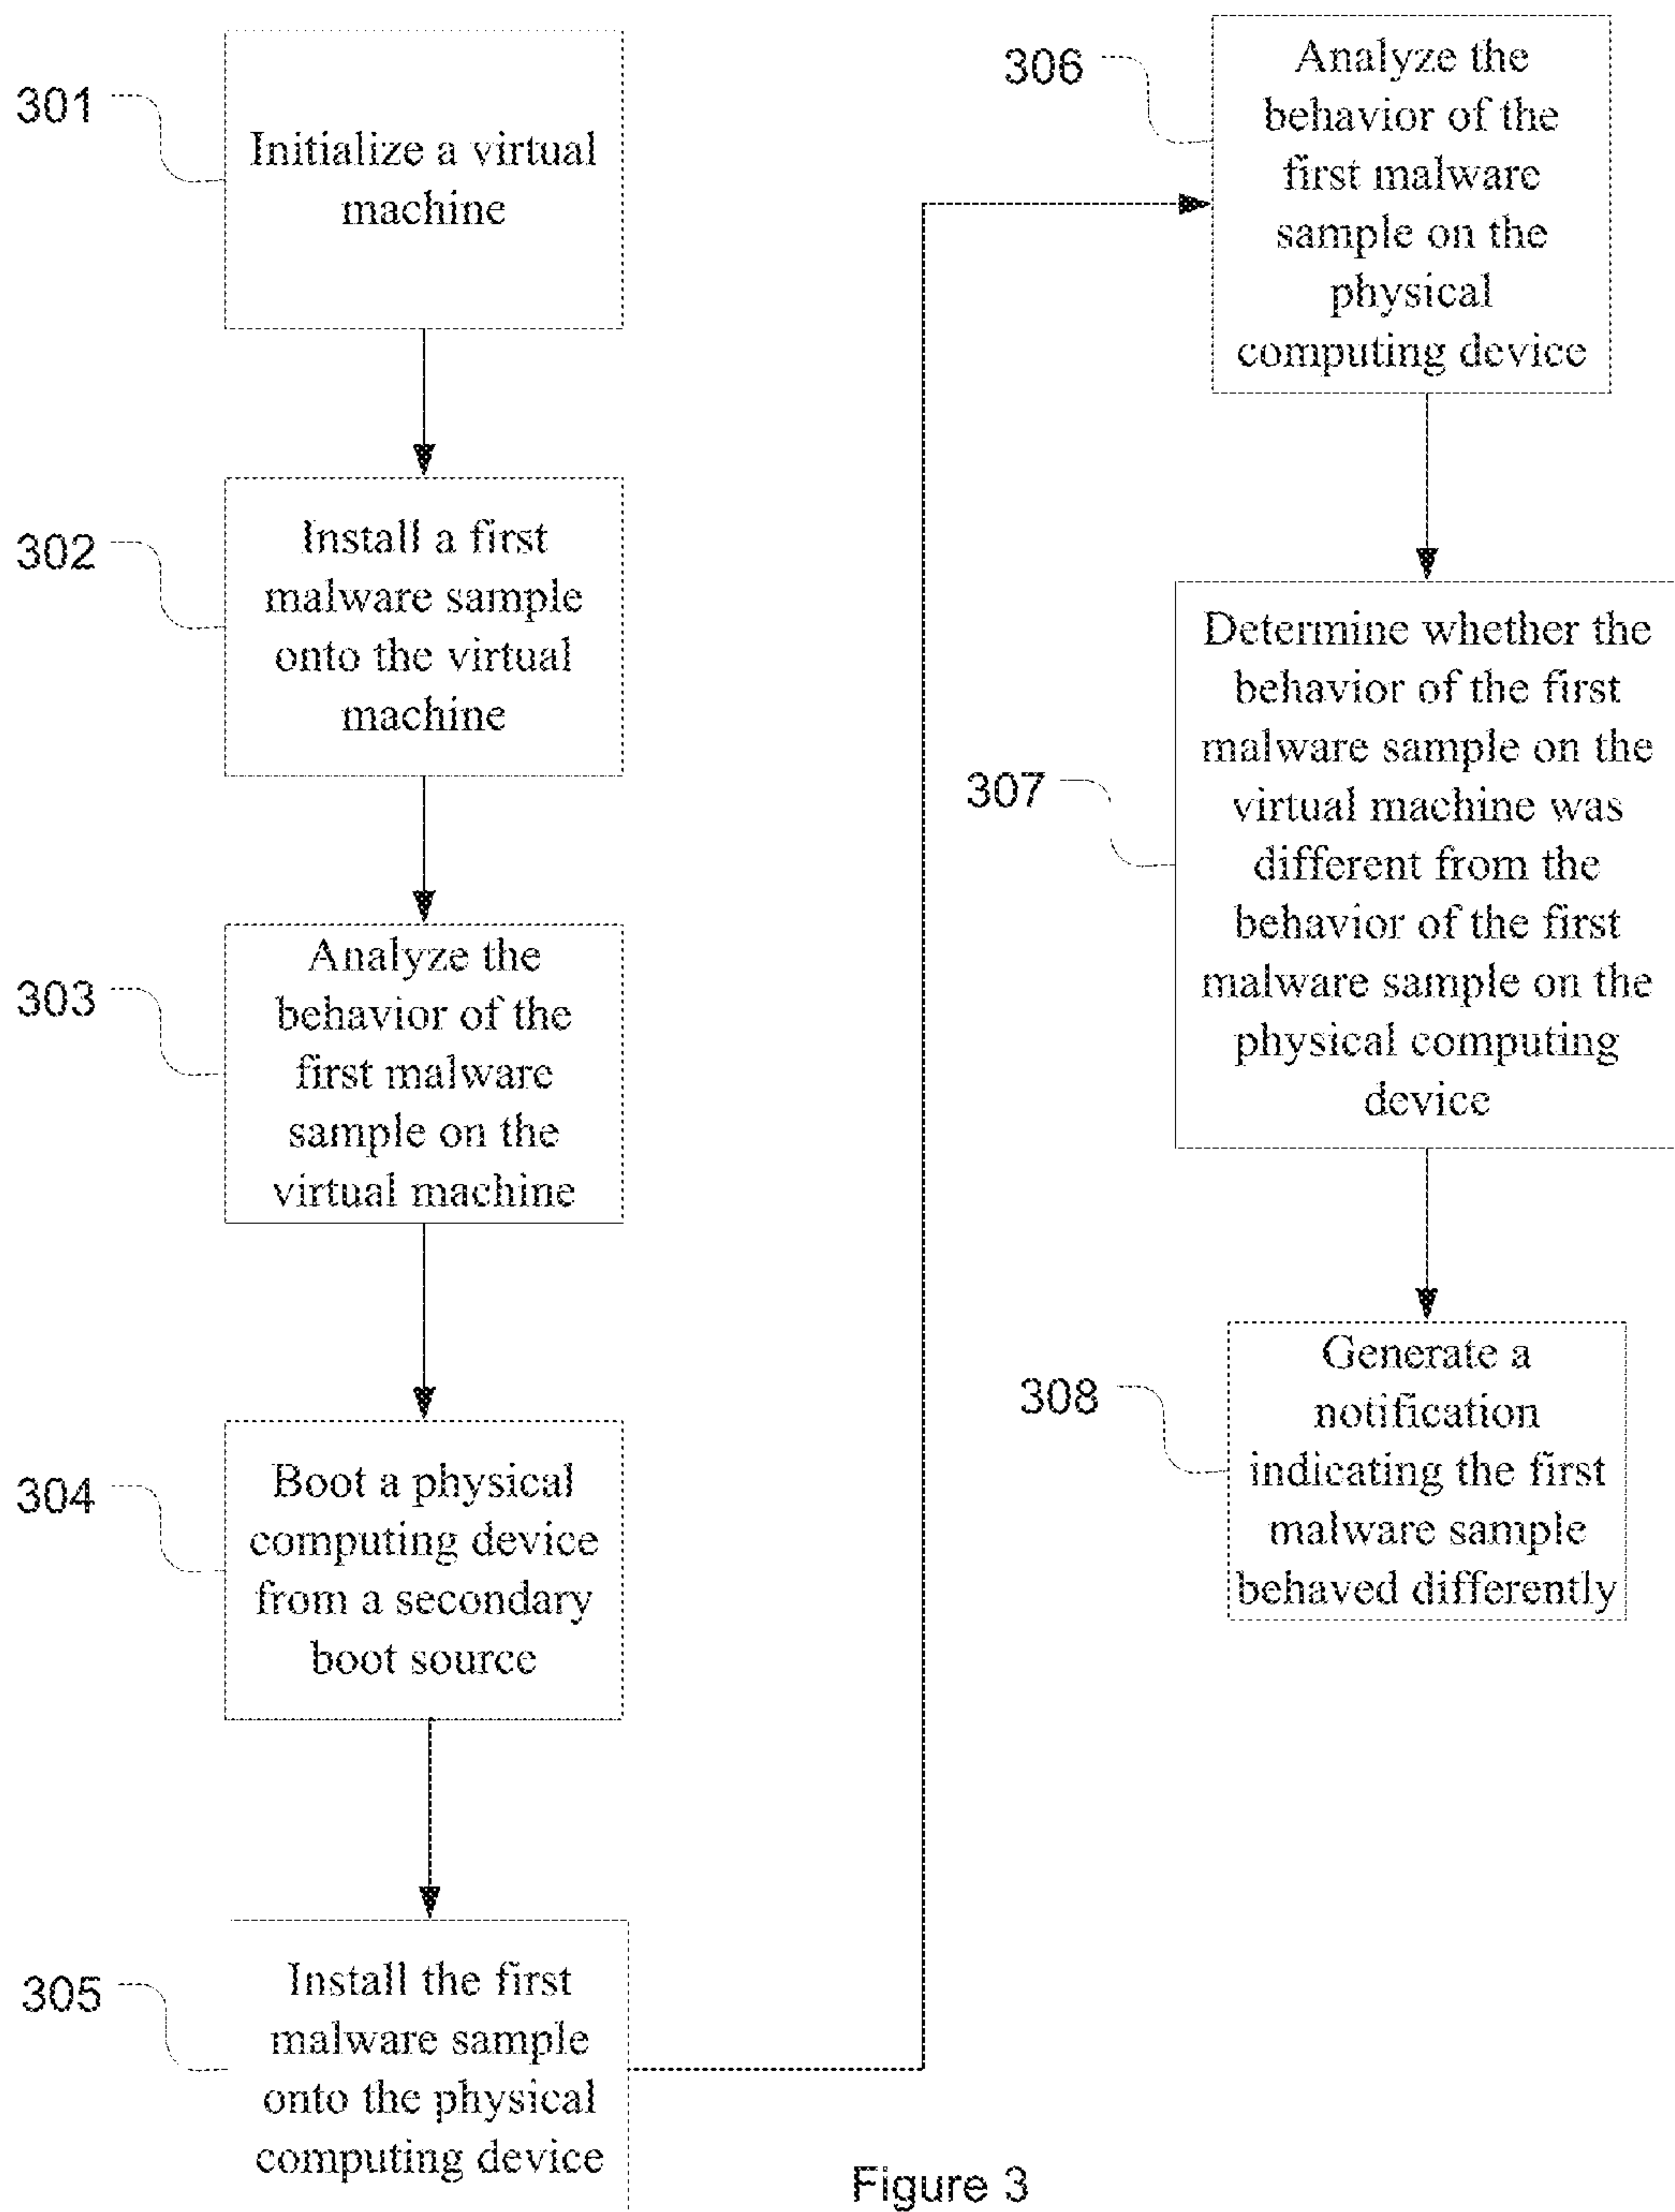 301
Initialize a virtual
machine
302
Install a first
malware sample
onto the virtual
machine
303
Analyze the
behavior of the
first malware
sample on the
virtual machine
304
Boot a physical
computing device
from a secondary
boot source
305
Install the first
malware sample
onto the physical
computing device
306
Analyze the
behavior of the
first malware
sample on the
physical
computing device
307
Determine whether the
behavior of the first
malware sample on the
virtual machine was
different from the
behavior of the first
malware sample on the
physical computing
device
308
Generate a
notification
indicating the first
malware sample
behaved differently
Figure 3